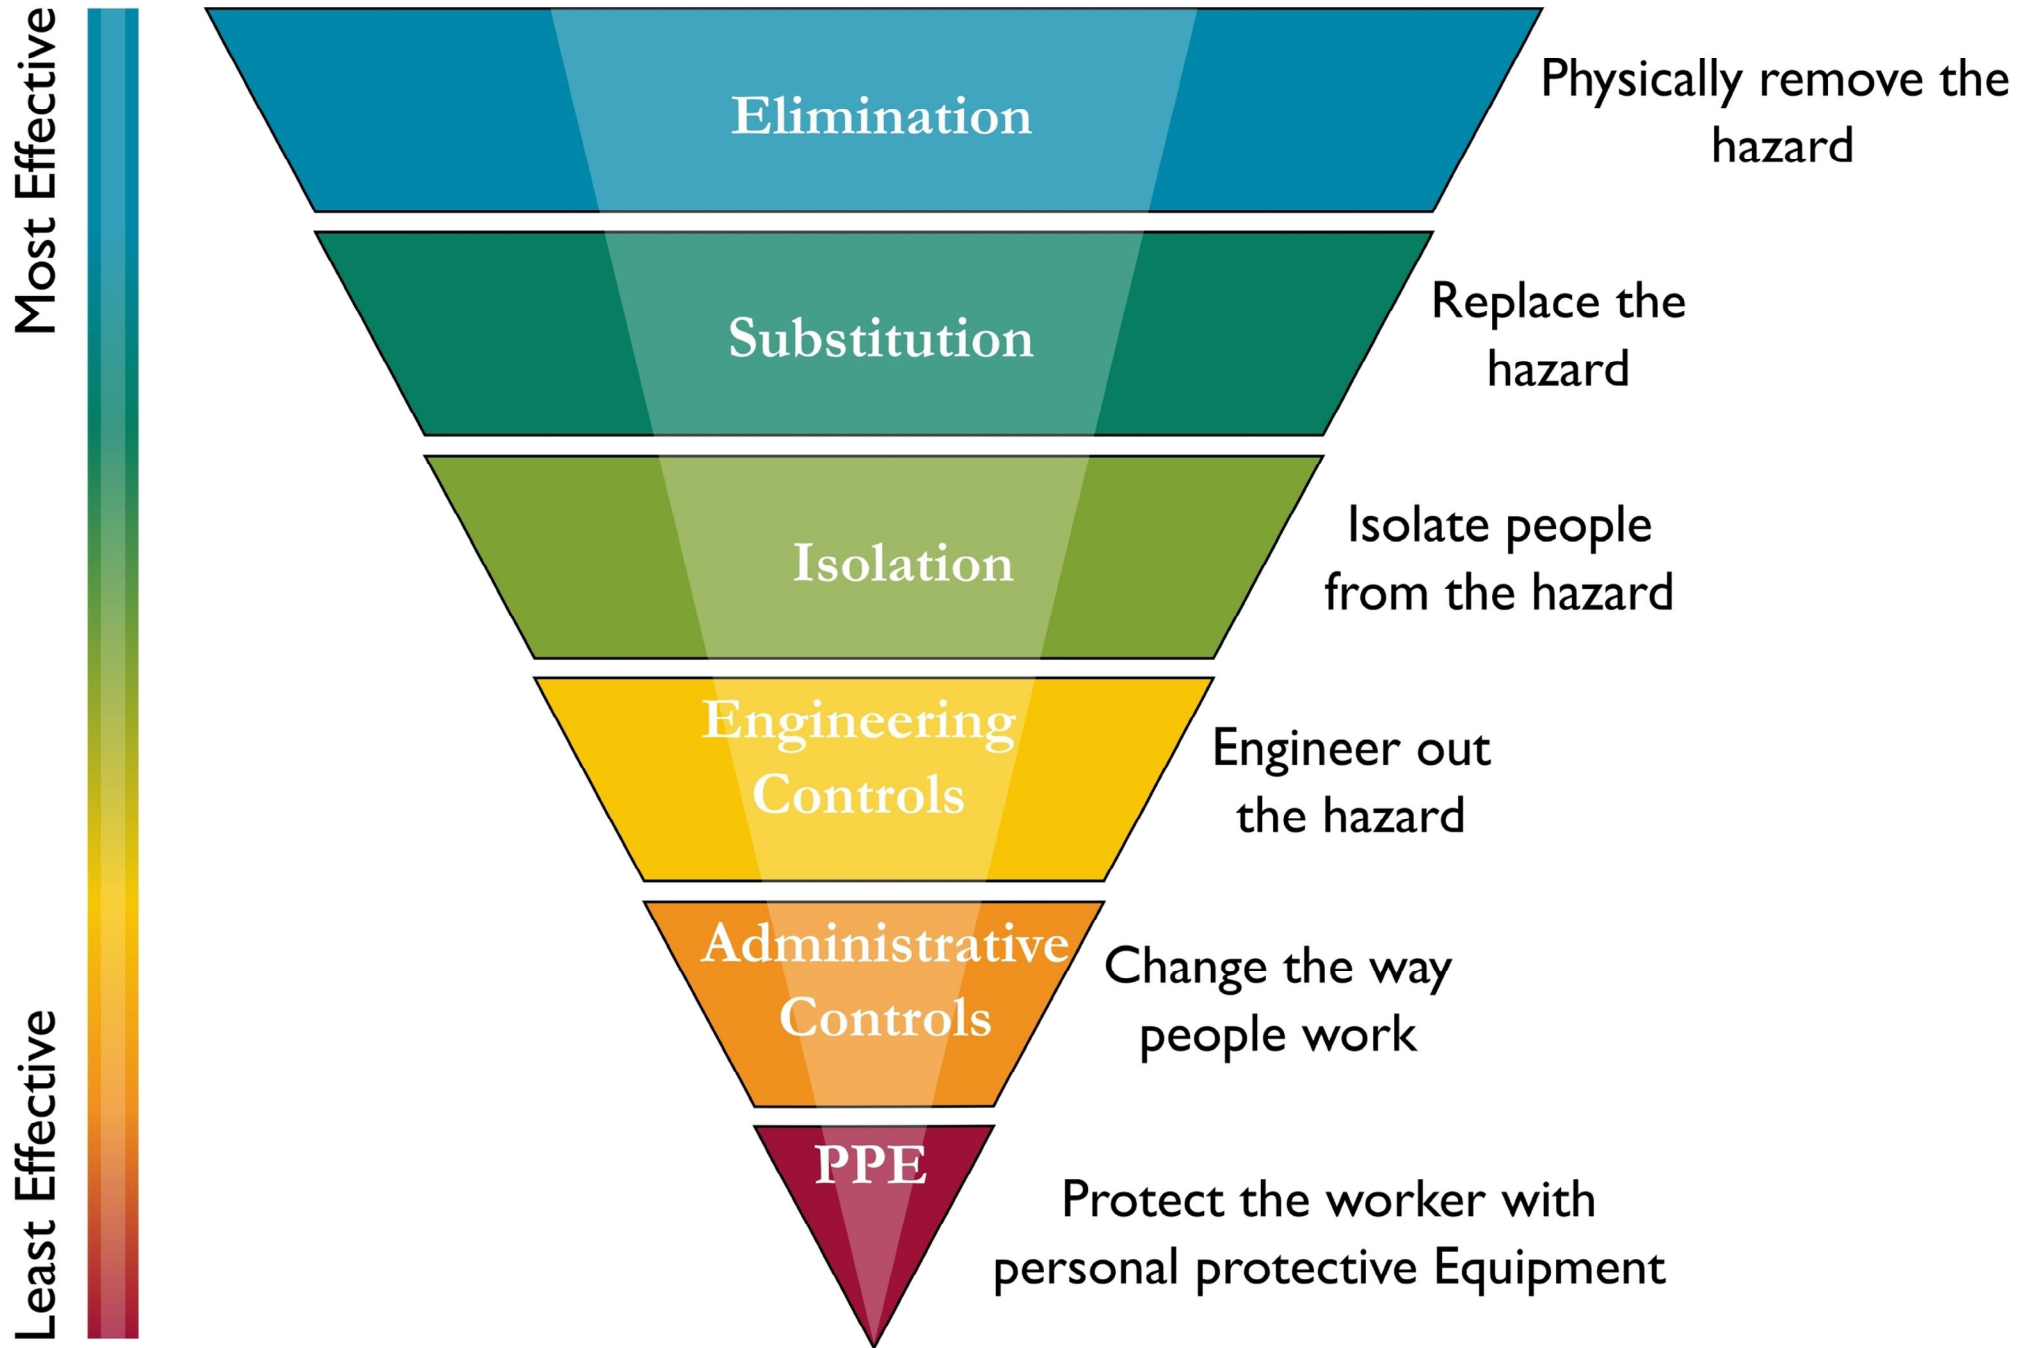 Most Effective
Elimination
Physically remove the
hazard
Substitution
Replace the
hazard
Isolation
Isolate people
from the hazard
Engineering
Controls
Engineer out
the hazard
Administrative
Controls
Change the way
people work
Least Effective
PPE
Protect the worker with
personal protective Equipment